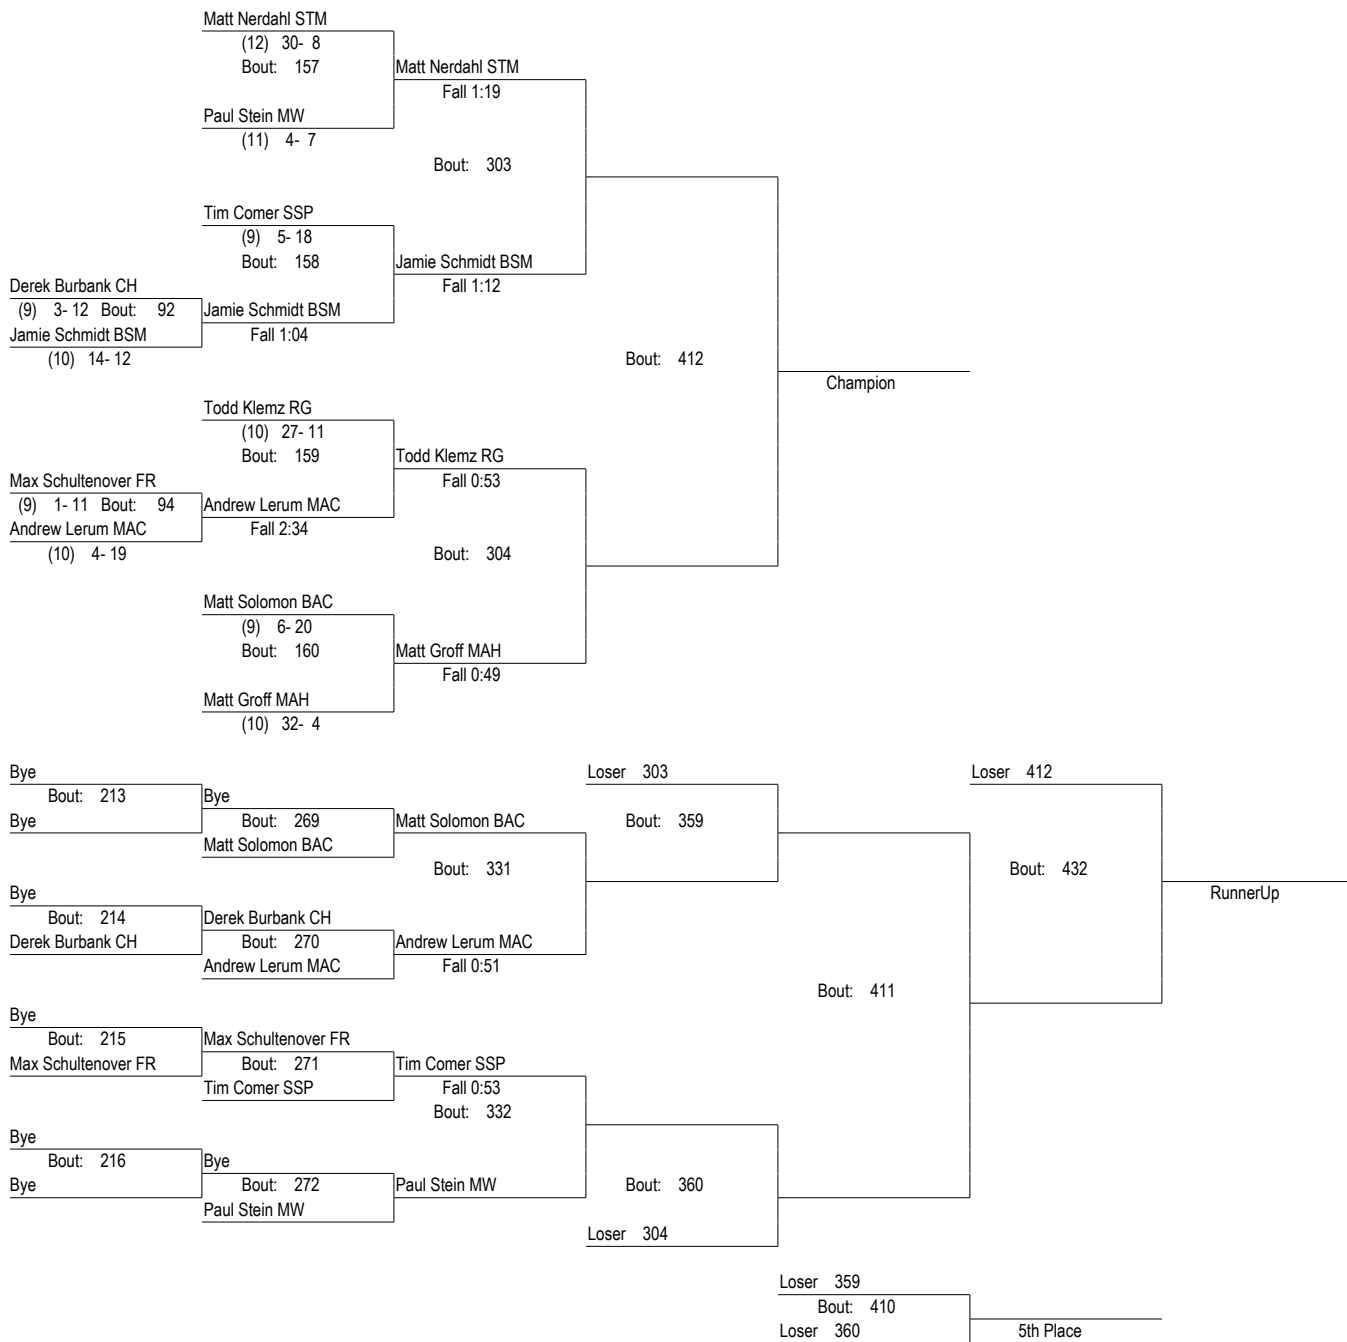 Matt Nerdahl STM
(12) 30- 8
Bout: 157
Matt Nerdahl STM
Fall 1:19
Paul Stein MW
(11) 4- 7
Bout: 303
Tim Comer SSP
(9) 5- 18
Bout: 158
Jamie Schmidt BSM
Fall 1:12
Derek Burbank CH
(9) 3- 12 Bout: 92
Jamie Schmidt BSM
Jamie Schmidt BSM
Fall 1:04
(10) 14- 12
Bout: 412
Champion
Todd Klemz RG
(10) 27- 11
Bout: 159
Todd Klemz RG
Fall 0:53
Max Schultenover FR
(9) 1- 11 Bout: 94
Andrew Lerum MAC
Andrew Lerum MAC
Fall 2:34
(10) 4- 19
Bout: 304
Matt Solomon BAC
(9) 6- 20
Bout: 160
Matt Groff MAH
Fall 0:49
Matt Groff MAH
(10) 32- 4
Bye
Loser 303
Loser 412
Bout: 213
Bye
Bye
Bout: 269
Matt Solomon BAC
Bout: 359
Matt Solomon BAC
Bout: 331
Bout: 432
Bye
RunnerUp
Bout: 214
Derek Burbank CH
Derek Burbank CH
Bout: 270
Andrew Lerum MAC
Andrew Lerum MAC
Fall 0:51
Bout: 411
Bye
Bout: 215
Max Schultenover FR
Max Schultenover FR
Bout: 271
Tim Comer SSP
Tim Comer SSP
Fall 0:53
Bout: 332
Bye
Bout: 216
Bye
Bye
Bout: 272
Paul Stein MW
Bout: 360
Paul Stein MW
Loser 304
Loser 359
Bout: 410
Loser 360
5th Place